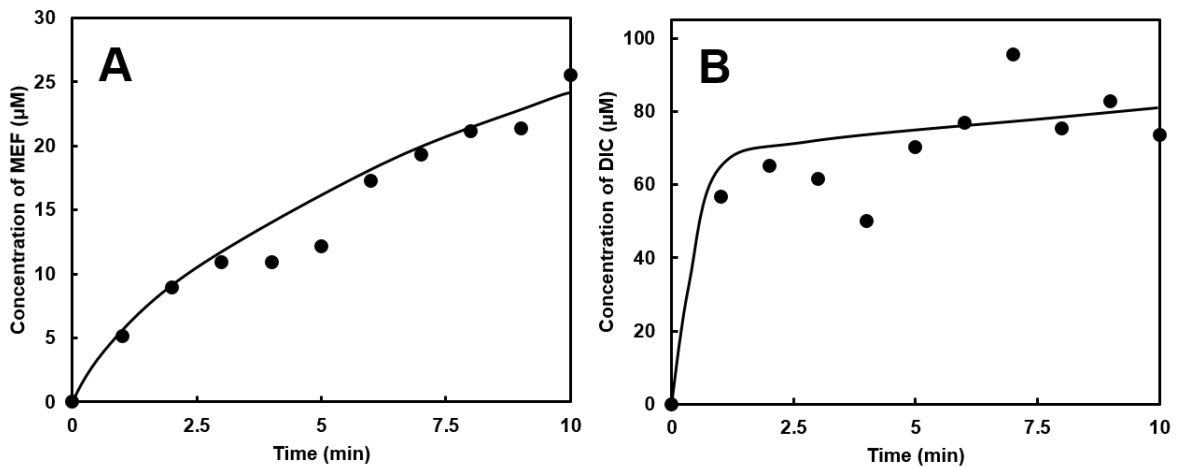 A
Concentration of MEF (µM)
30
25
20
15
10
5
0
0 2.5 5 7.5 10
Time (min)
B
Concentration of DIC (µM)
100
80
60
40
20
0
0 2.5 5 7.5 10
Time (min)